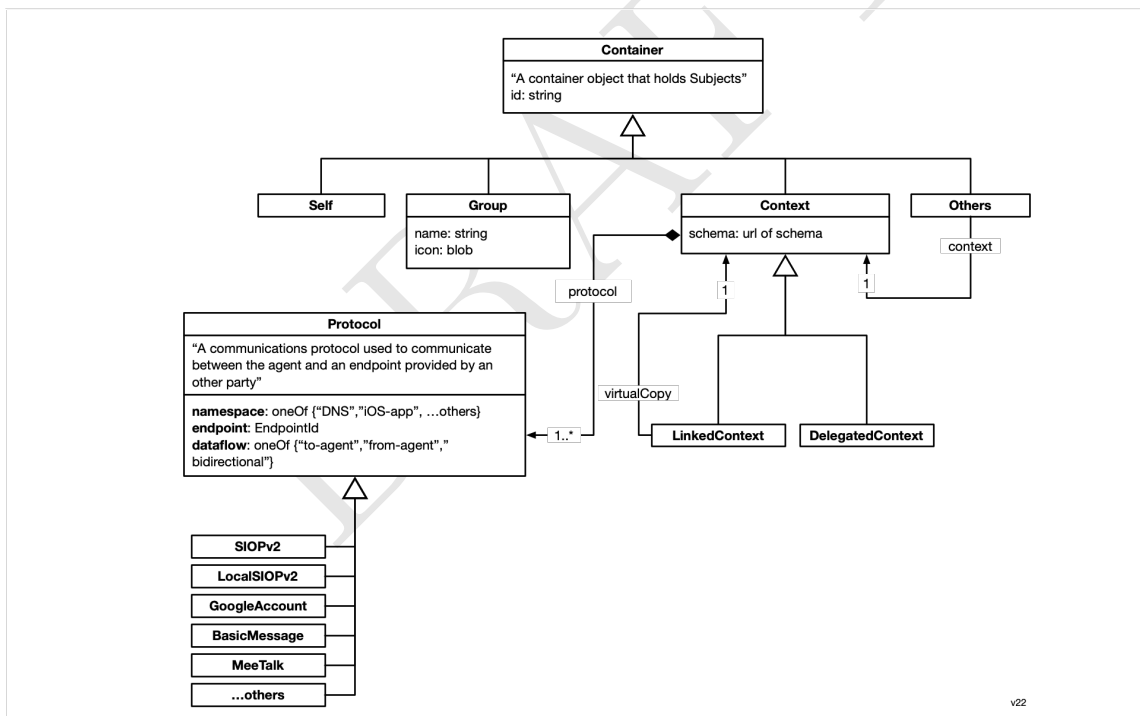 Container
“A container object that holds Subjects”
id: string
Self
Group
name: string
icon: blob
Context
schema: url of schema
Others
context
protocol
1
1
virtualCopy
1..*
LinkedContext
DelegatedContext
Protocol
“A communications protocol used to communicate
between the agent and an endpoint provided by an
other party”
namespace: oneOf {“DNS”,”iOS-app”, …others}
endpoint: EndpointId
dataflow: oneOf {“to-agent”,”from-agent”,”
bidirectional”}
SIOPv2
LocalSIOPv2
GoogleAccount
BasicMessage
MeeTalk
…others
v22